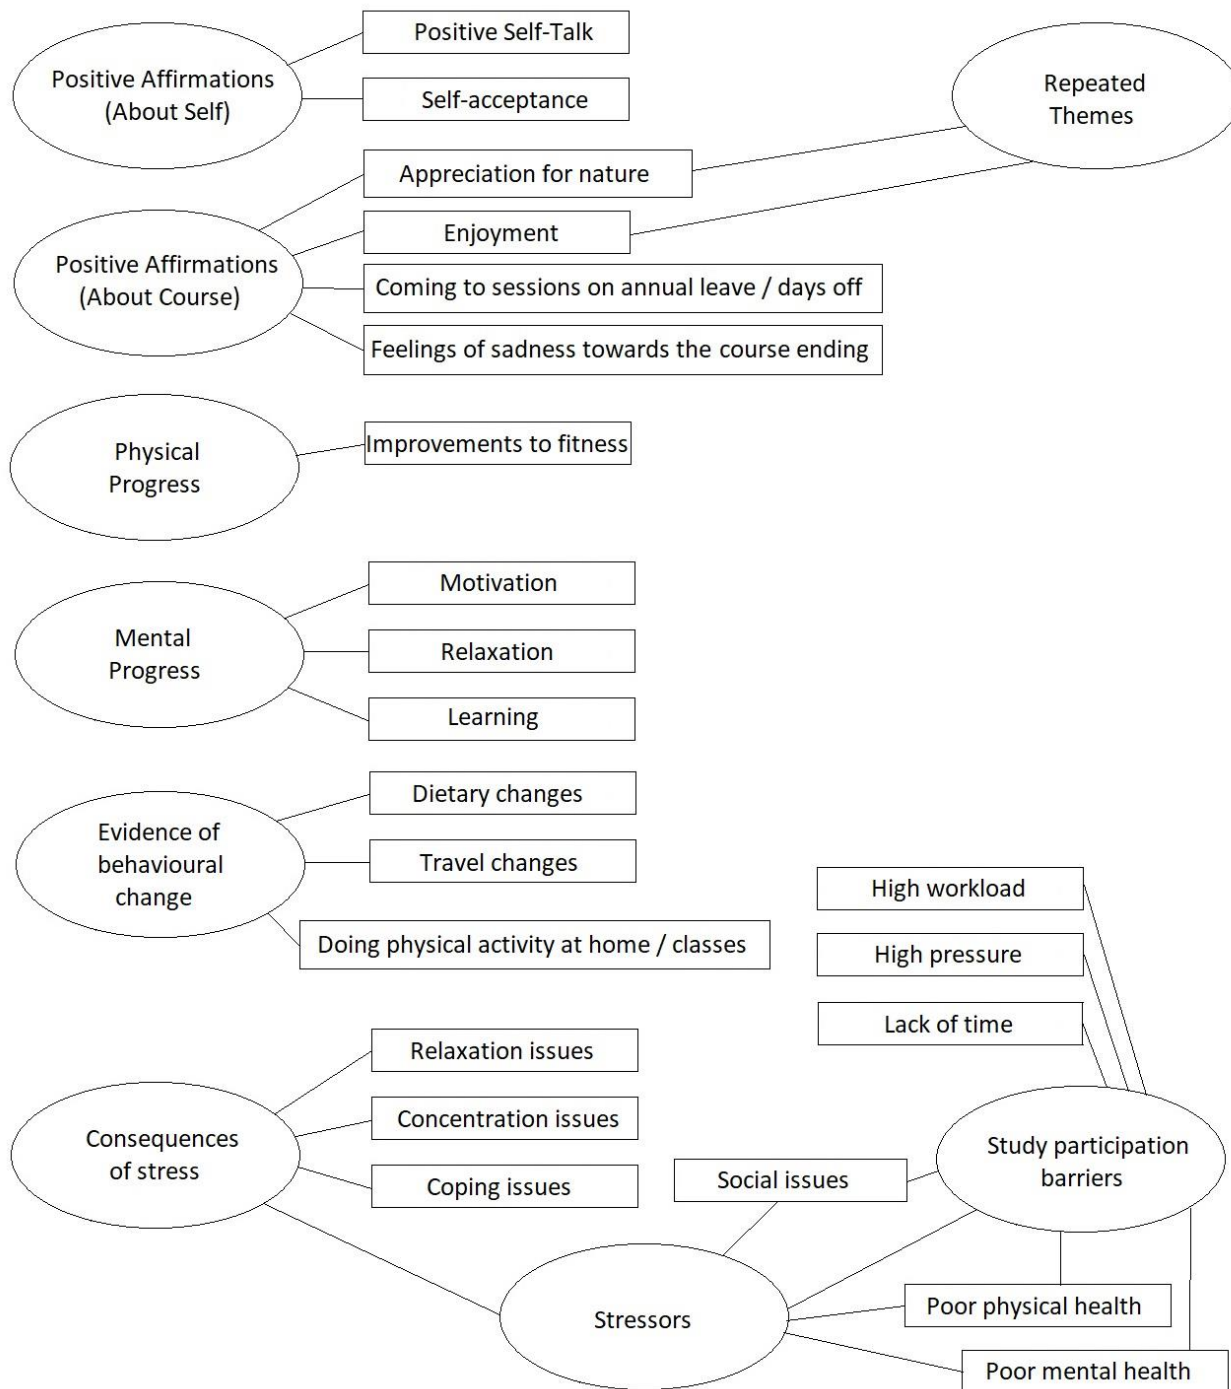 Positive Self-Talk
Positive Affirmations
(About Self)
Self-acceptance
Repeated
Themes
Appreciation for nature
Enjoyment
Positive Affirmations
(About Course)
Coming to sessions on annual leave / days off
Feelings of sadness towards the course ending
Physical
Progress
Improvements to fitness
Motivation
Mental
Progress
Relaxation
Learning
Dietary changes
Evidence of
behavioural
change
Travel changes
Doing physical activity at home / classes
High workload
High pressure
Lack of time
Relaxation issues
Concentration issues
Coping issues
Consequences
of stress
Study participation
barriers
Social issues
Stressors
Poor physical health
Poor mental health